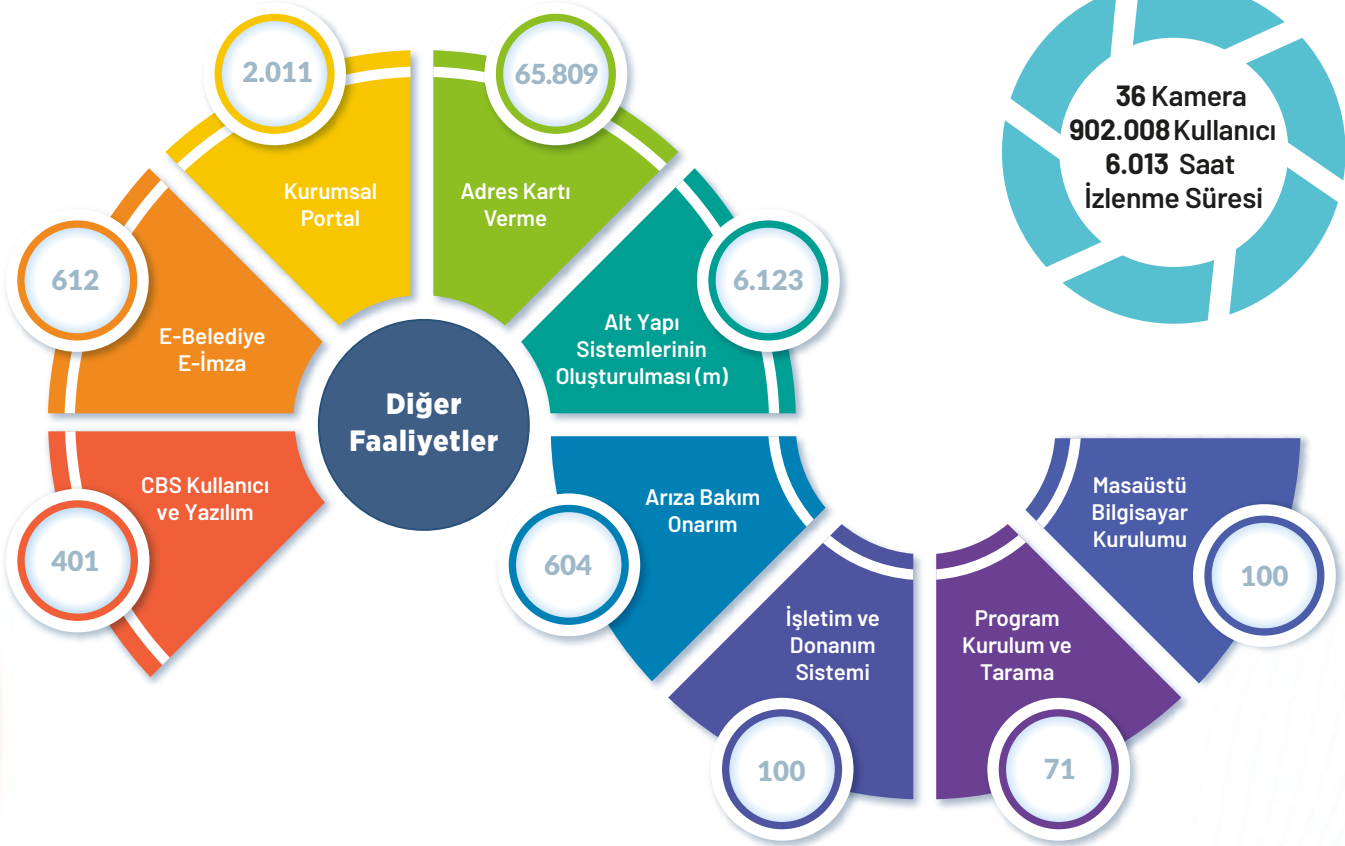 2.011
Kurumsal
Portal
65.809
Adres Kartı
Verme
612
E-Belediye
E-İmza
6.123
Alt Yapı
Sistemlerinin
Oluşturulması (m)
Diğer
Faaliyetler
401
CBS Kullanıcı
ve Yazılım
604
Arıza Bakım
Onarım
100
İşletim ve
Donanım
Sistemi
71
Program
Kurulum ve
Tarama
100
Masaüstü
Bilgisayar
Kurulumu
36 Kamera
902.008 Kullanıcı
6.013 Saat
İzlenme Süresi